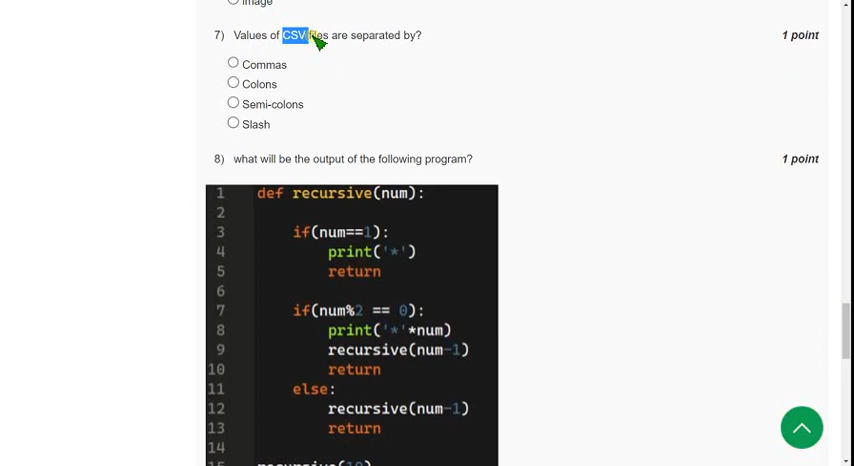 Image
7) Values of CSV files are separated by? 1 point
Commas
Colons
Semi-colons
Slash
8) what will be the output of the following program? 1 point
1 def recursive(num):
2
3 if(num==1):
4 print('*')
5 return
6
7 if(num%2 == 0):
8 print('*'*num)
9 recursive(num-1)
10 return
11 else:
12 recursive(num-1)
13 return
14
15 recursive(10)